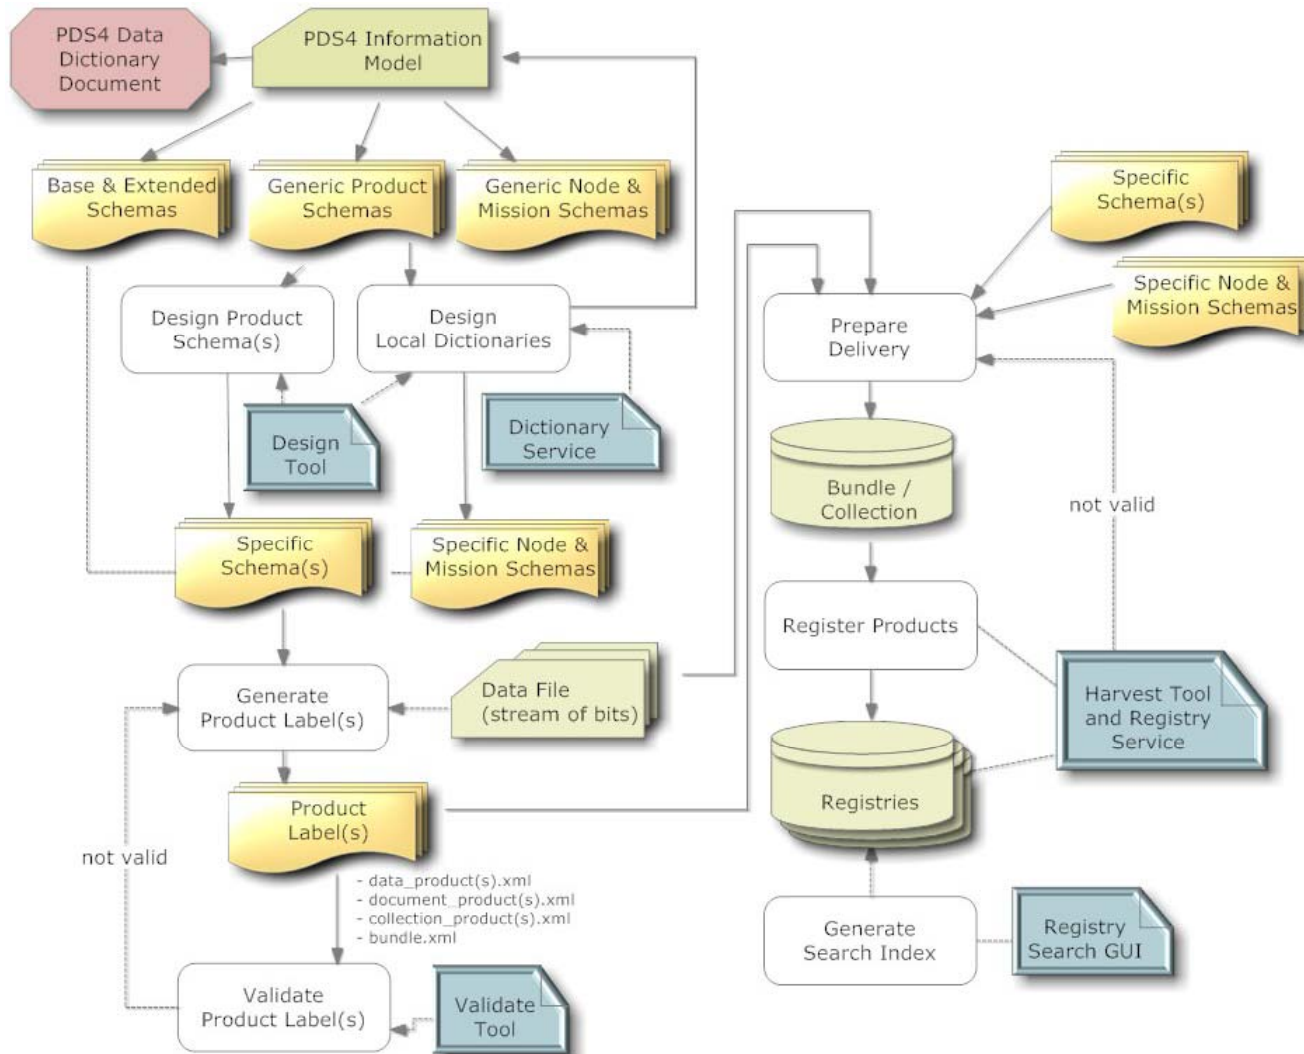 PDS4 Data
Dictionary
Document
PDS4 Information
Model
Base & Extended
Schemas
Generic Product
Schemas
Generic Node &
Mission Schemas
Specific
Schema(s)
Specific Node &
Mission Schemas
Design Product
Schema(s)
Design
Local Dictionaries
Prepare
Delivery
Design
Tool
Dictionary
Service
Bundle /
Collection
not valid
Specific
Schema(s)
Specific Node &
Mission Schemas
Register Products
Generate
Product Label(s)
Data File
(stream of bits)
Harvest Tool
and Registry
Service
Product
Label(s)
Registries
not valid
- data_product(s).xml
- document_product(s).xml
- collection_product(s).xml
- bundle.xml
Generate
Search Index
Registry
Search GUI
Validate
Product Label(s)
Validate
Tool